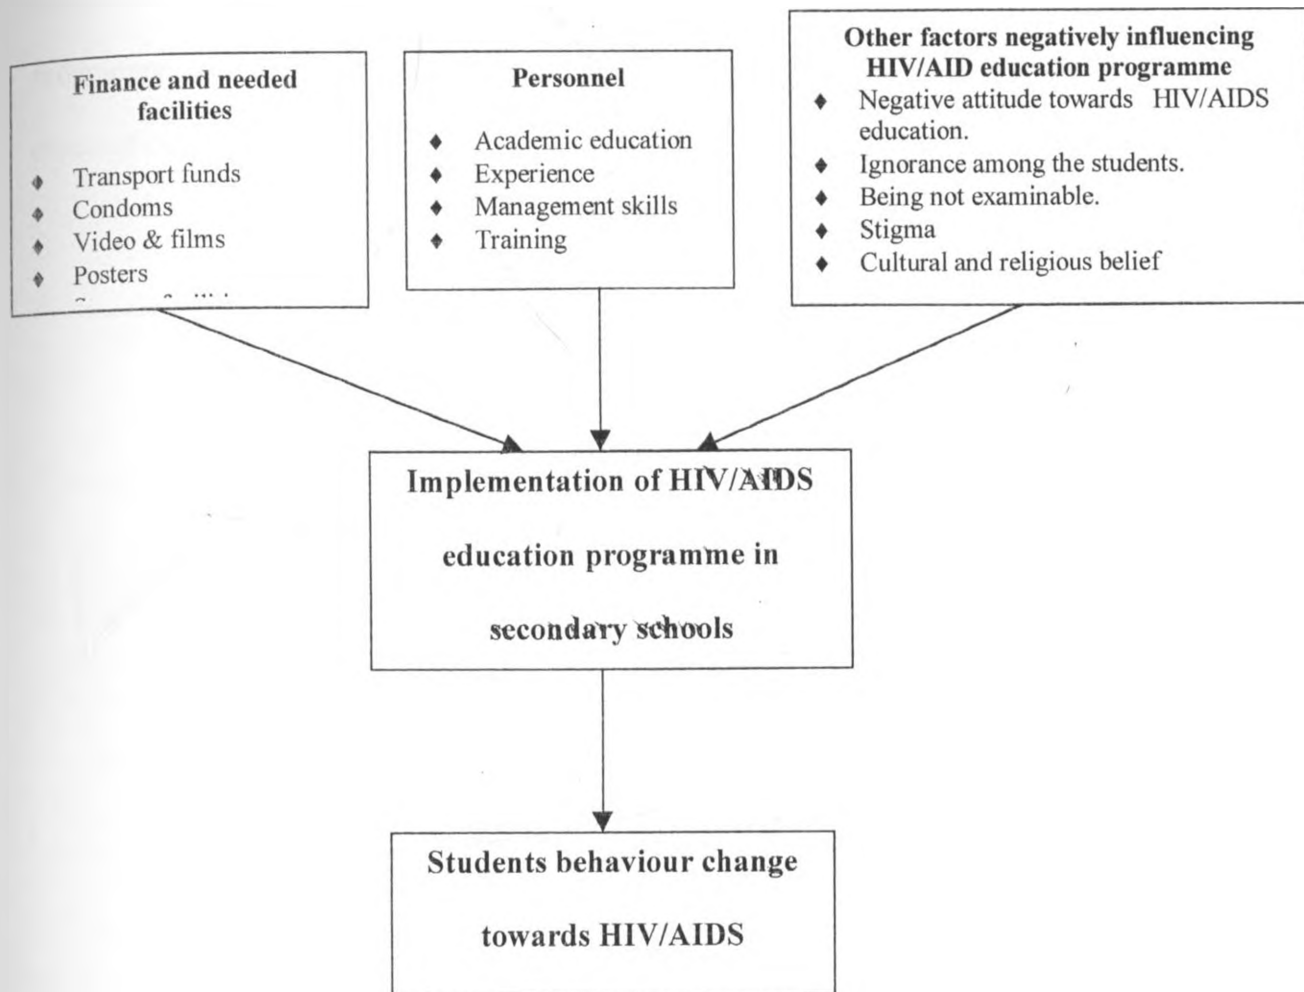 Finance and needed
facilities
♦ Transport funds
♦ Condoms
♦ Video & films
♦ Posters
Personnel
♦ Academic education
♦ Experience
♦ Management skills
♦ Training
Other factors negatively influencing
HIV/AID education programme
♦ Negative attitude towards HIV/AIDS
education.
♦ Ignorance among the students.
♦ Being not examinable.
♦ Stigma
♦ Cultural and religious belief
Implementation of HIV/AIDS
education programme in
secondary schools
Students behaviour change
towards HIV/AIDS